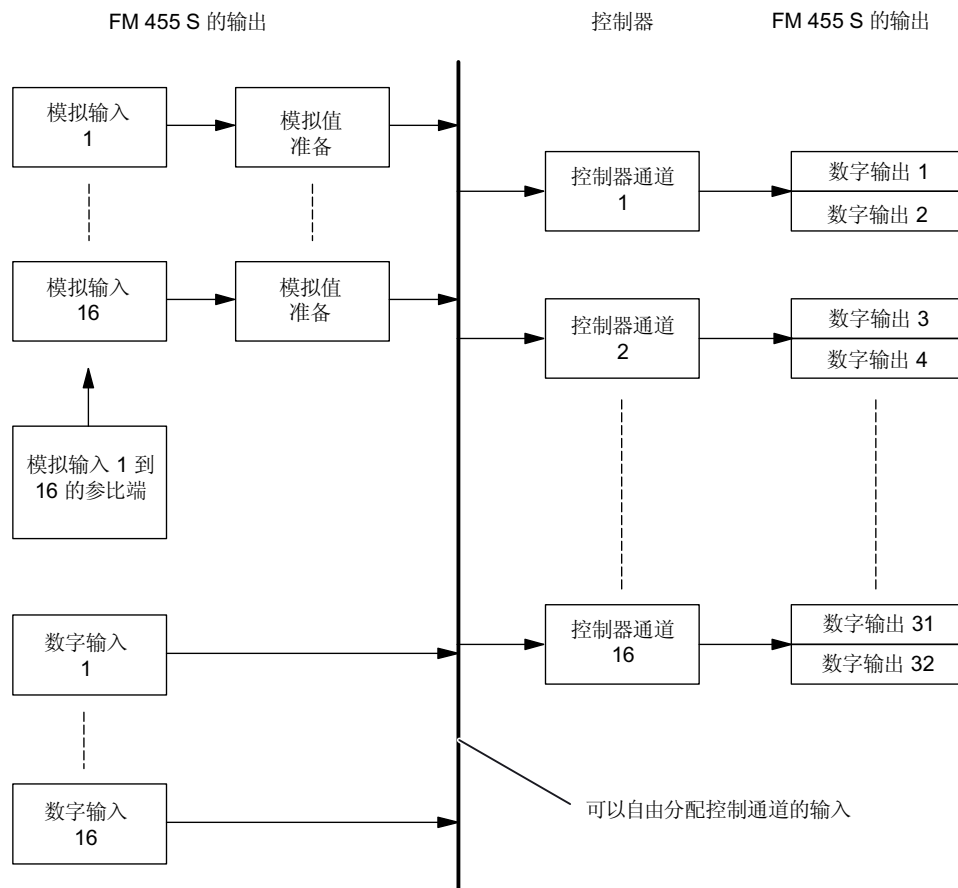 FM 455 S 的输出
控制器
FM 455 S 的输出
模拟输入
1
模拟值
准备
控制器通道
1
数字输出 1
数字输出 2
模拟输入
16
模拟值
准备
控制器通道
2
数字输出 3
数字输出 4
模拟输入 1 到
16 的参比端
数字输入
1
控制器通道
16
数字输出 31
数字输出 32
数字输入
16
可以自由分配控制通道的输入